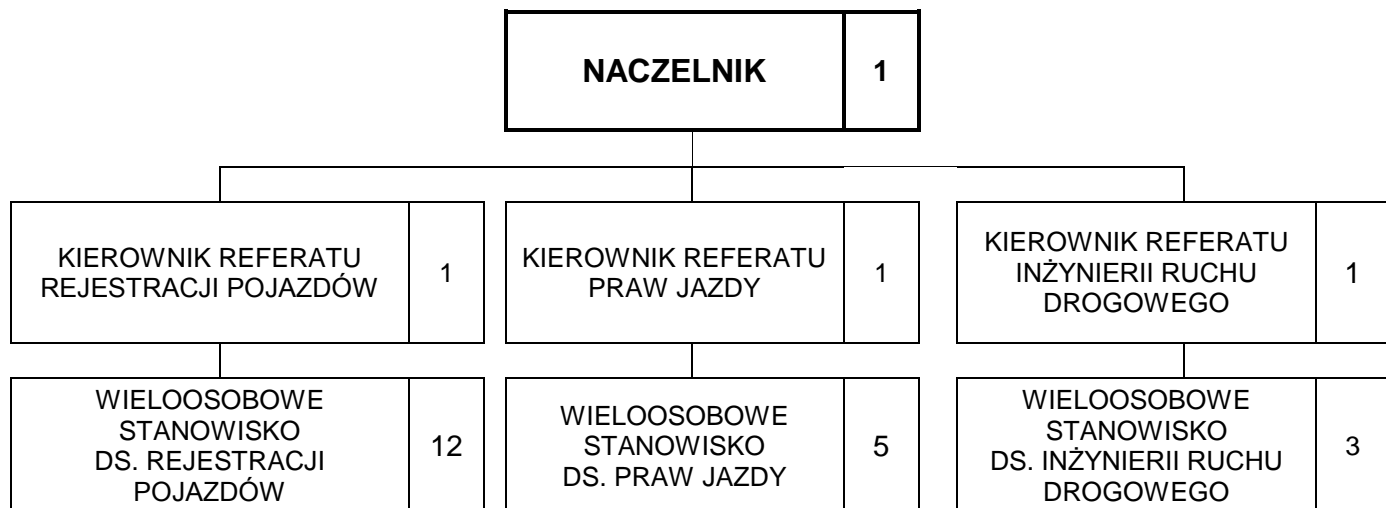 NACZELNIK 1
KIEROWNIK REFERATU
REJESTRACJI POJAZDÓW
1
KIEROWNIK REFERATU
PRAW JAZDY
1
KIEROWNIK REFERATU
INŻYNIERII RUCHU
DROGOWEGO
1
WIELOOSOBOWE
STANOWISKO
DS. REJESTRACJI
POJAZDÓW
12
WIELOOSOBOWE
STANOWISKO
DS. PRAW JAZDY
5
WIELOOSOBOWE
STANOWISKO
DS. INŻYNIERII RUCHU
DROGOWEGO
3